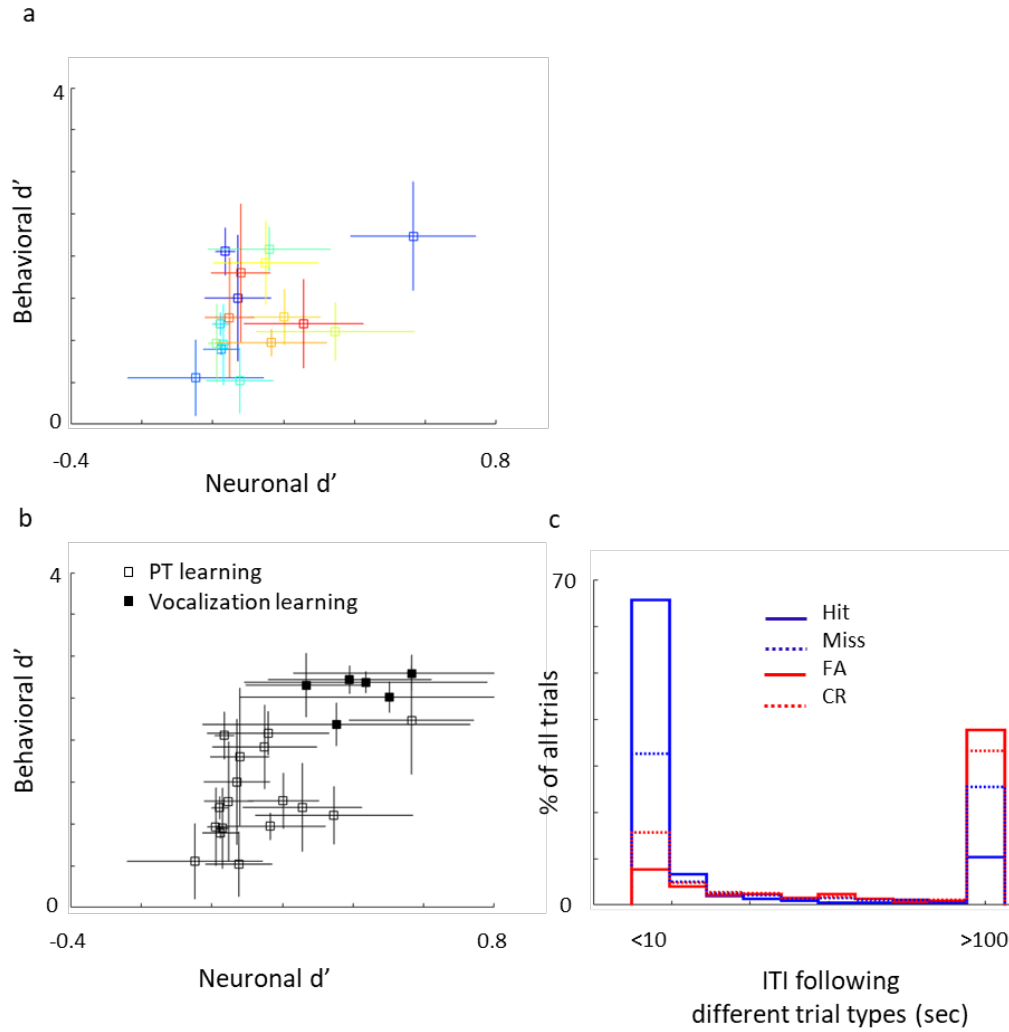 a
4
Behavioral d’
0
-0.4
0.8
Neuronal d’
b
4
PT learning
Vocalization learning
Behavioral d’
0
-0.4
0.8
Neuronal d’
c
70
Hit
Miss
FA
CR
% of all trials
0
<10
>100
ITI following
different trial types (sec)